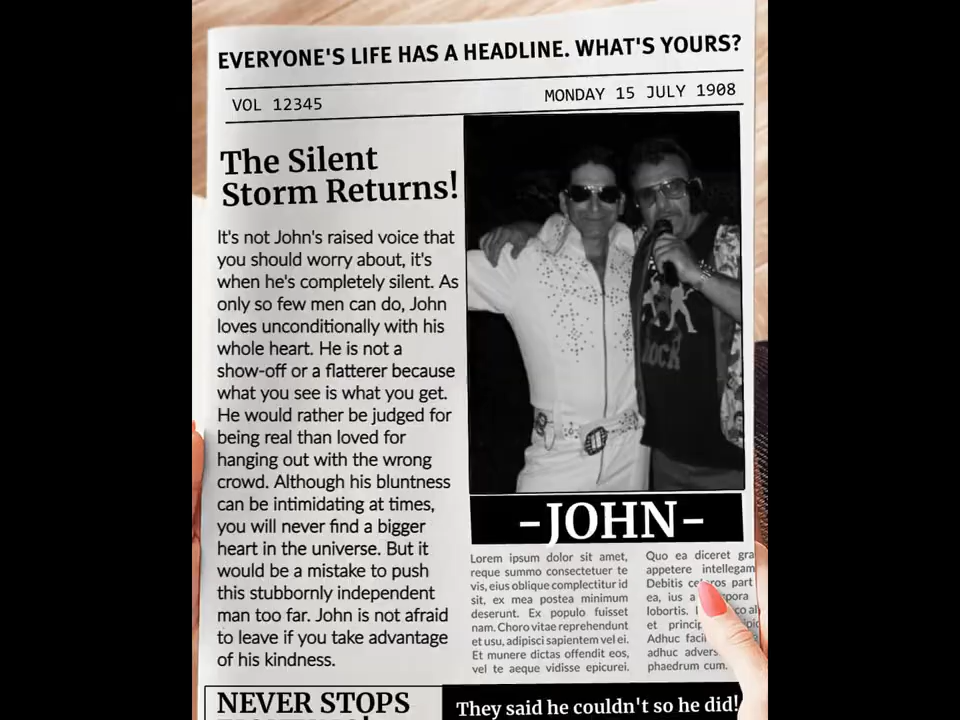 EVERYONE'S LIFE HAS A HEADLINE. WHAT'S YOURS?
VOL 12345
MONDAY 15 JULY 1908
The Silent
Storm Returns!
It's not John's raised voice that
you should worry about, it's
when he's completely silent. As
only so few men can do, John
loves unconditionally with his
whole heart. He is not a
show-off or a flatterer because
what you see is what you get.
He would rather be judged for
being real than loved for
hanging out with the wrong
crowd. Although his bluntness
can be intimidating at times,
you will never find a bigger
heart in the universe. But it
would be a mistake to push
this stubbornly independent
man too far. John is not afraid
to leave if you take advantage
of his kindness.
ROCK
-JOHN-
Lorem ipsum dolor sit amet,
reque summo consectetuer te
vis, eius oblique complectitur id
sit, ex mea postea minimum
deserunt. Ex populo fuisset
nam. Choro vitae reprehendunt
et usu, adipisci sapientem vel ei.
Et munere dictas offendit eos,
vel te aeque vidisse epicurei.
Quo ea diceret gra
appetere intellegam
Debitis part
ea, ius a
lobortis.
et
Adhuc
adhuc
phaedrum cum.
NEVER STOPS
They said he couldn't so he did!